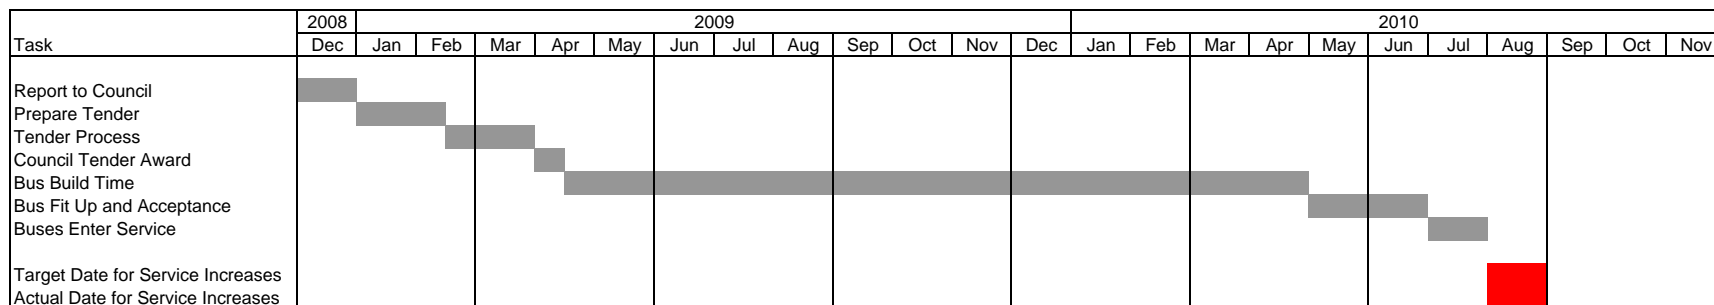 2008 2009 2010
Task Dec Jan Feb Mar Apr May Jun Jul Aug Sep Oct Nov Dec Jan Feb Mar Apr May Jun Jul Aug Sep Oct Nov
Report to Council
Prepare Tender
Tender Process
Council Tender Award
Bus Build Time
Bus Fit Up and Acceptance
Buses Enter Service
Target Date for Service Increases
Actual Date for Service Increases